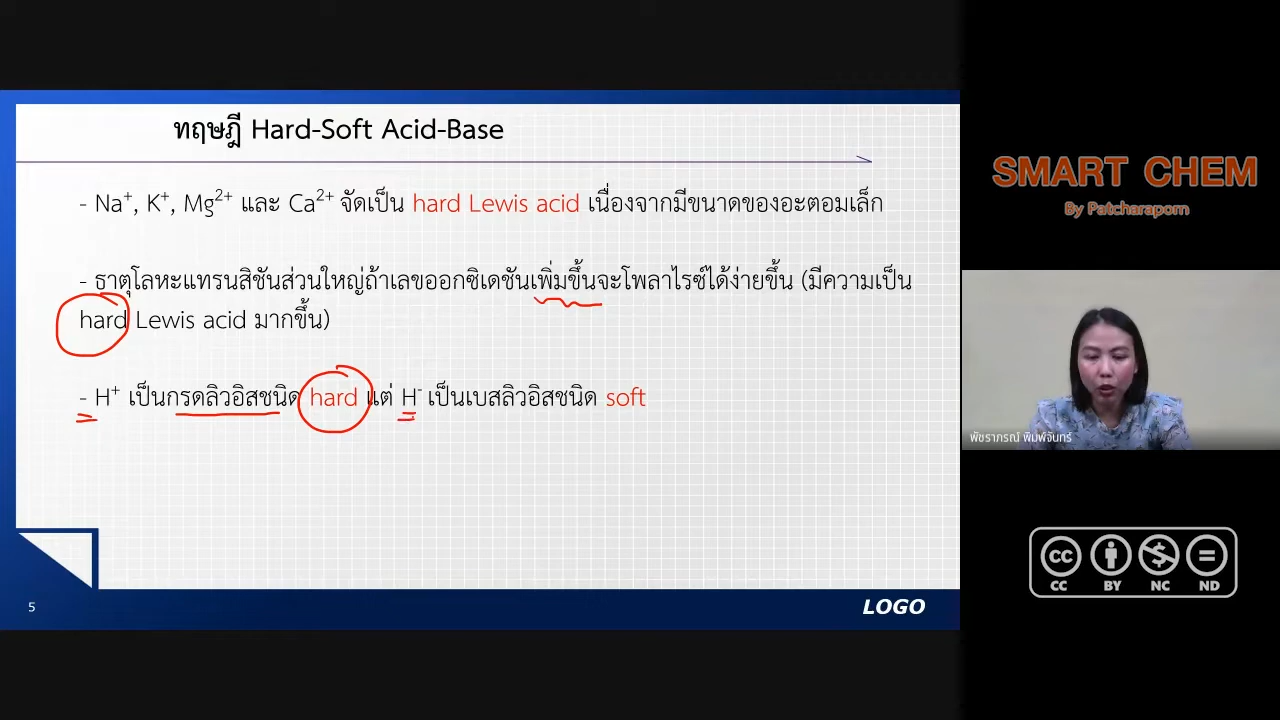 ทฤษฎี Hard-Soft Acid-Base
- Na⁺, K⁺, Mg²⁺ และ Ca²⁺ จัดเป็น hard Lewis acid เนื่องจากมีขนาดของอะตอมเล็ก
- ธาตุโลหะแทรนสิชันส่วนใหญ่ถ้าเลขออกซิเดชันเพิ่มขึ้นจะโพลาไรซ์ได้ง่ายขึ้น (มีความเป็น
hard Lewis acid มากขึ้น)
- H⁺ เป็นกรดลิวอิสชนิด hard แต่ H⁻ เป็นเบสลิวอิสชนิด soft
5
LOGO
SMART CHEM
By Patcharaporn
พัชราภรณ์ พิมพ์จันทร์
CC BY NC ND